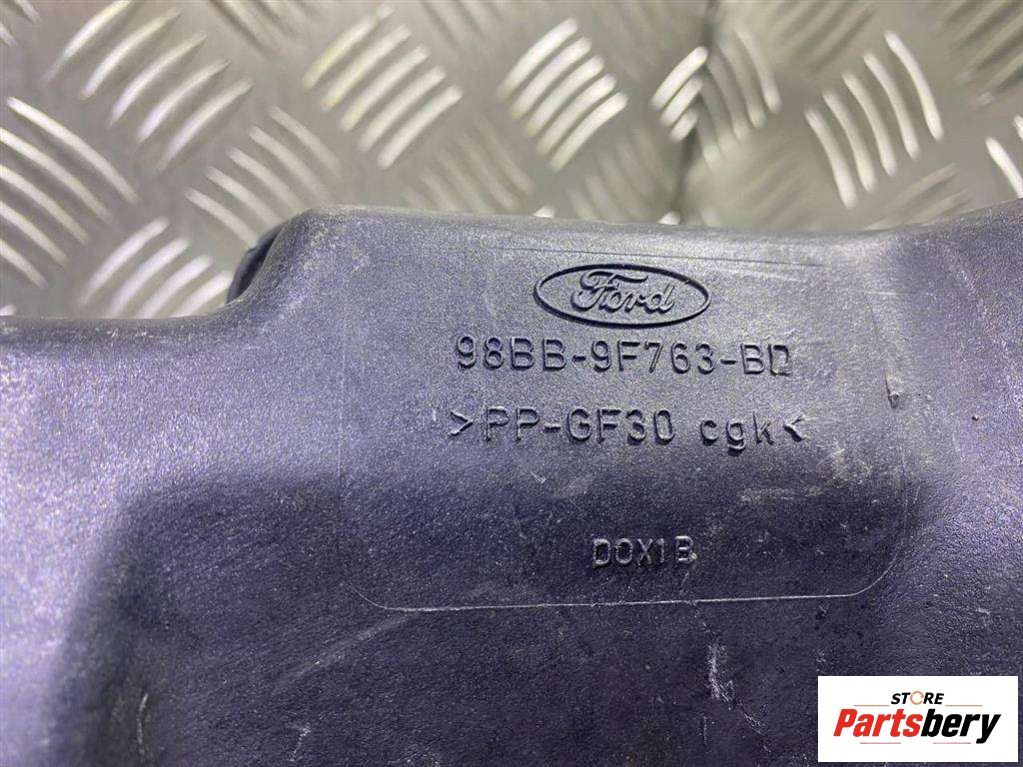 Ford
98BB-9F763-BD
>PP-GF30 cgk<
DOX1B
STORE
Partsbery